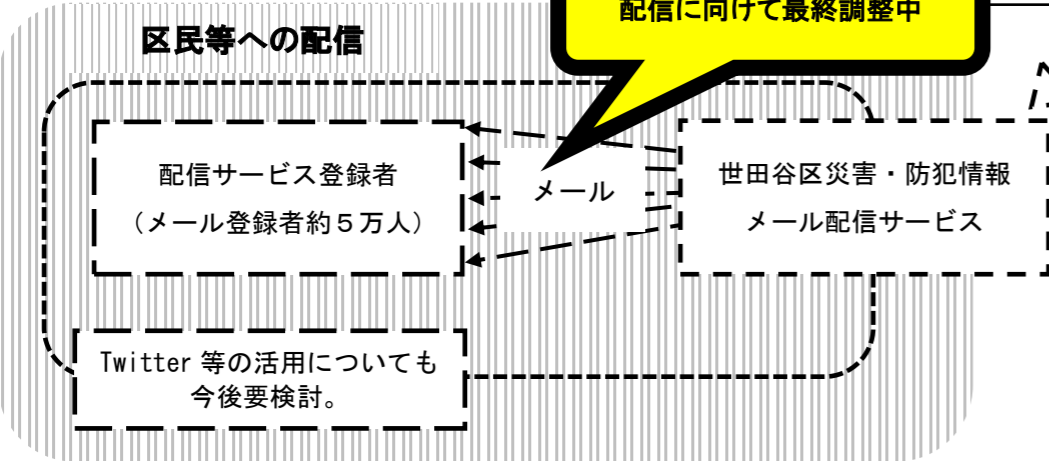 配信に向けて最終調整中
区民等への配信
配信サービス登録者
（メール登録者約５万人）
メール
世田谷区災害・防犯情報
メール配信サービス
Twitter 等の活用についても
今後要検討。